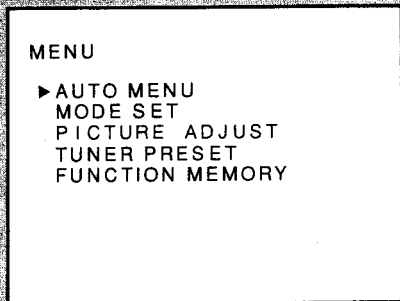 MENU
▶AUTO MENU
MODE SET
PICTURE ADJUST
TUNER PRESET
FUNCTION MEMORY